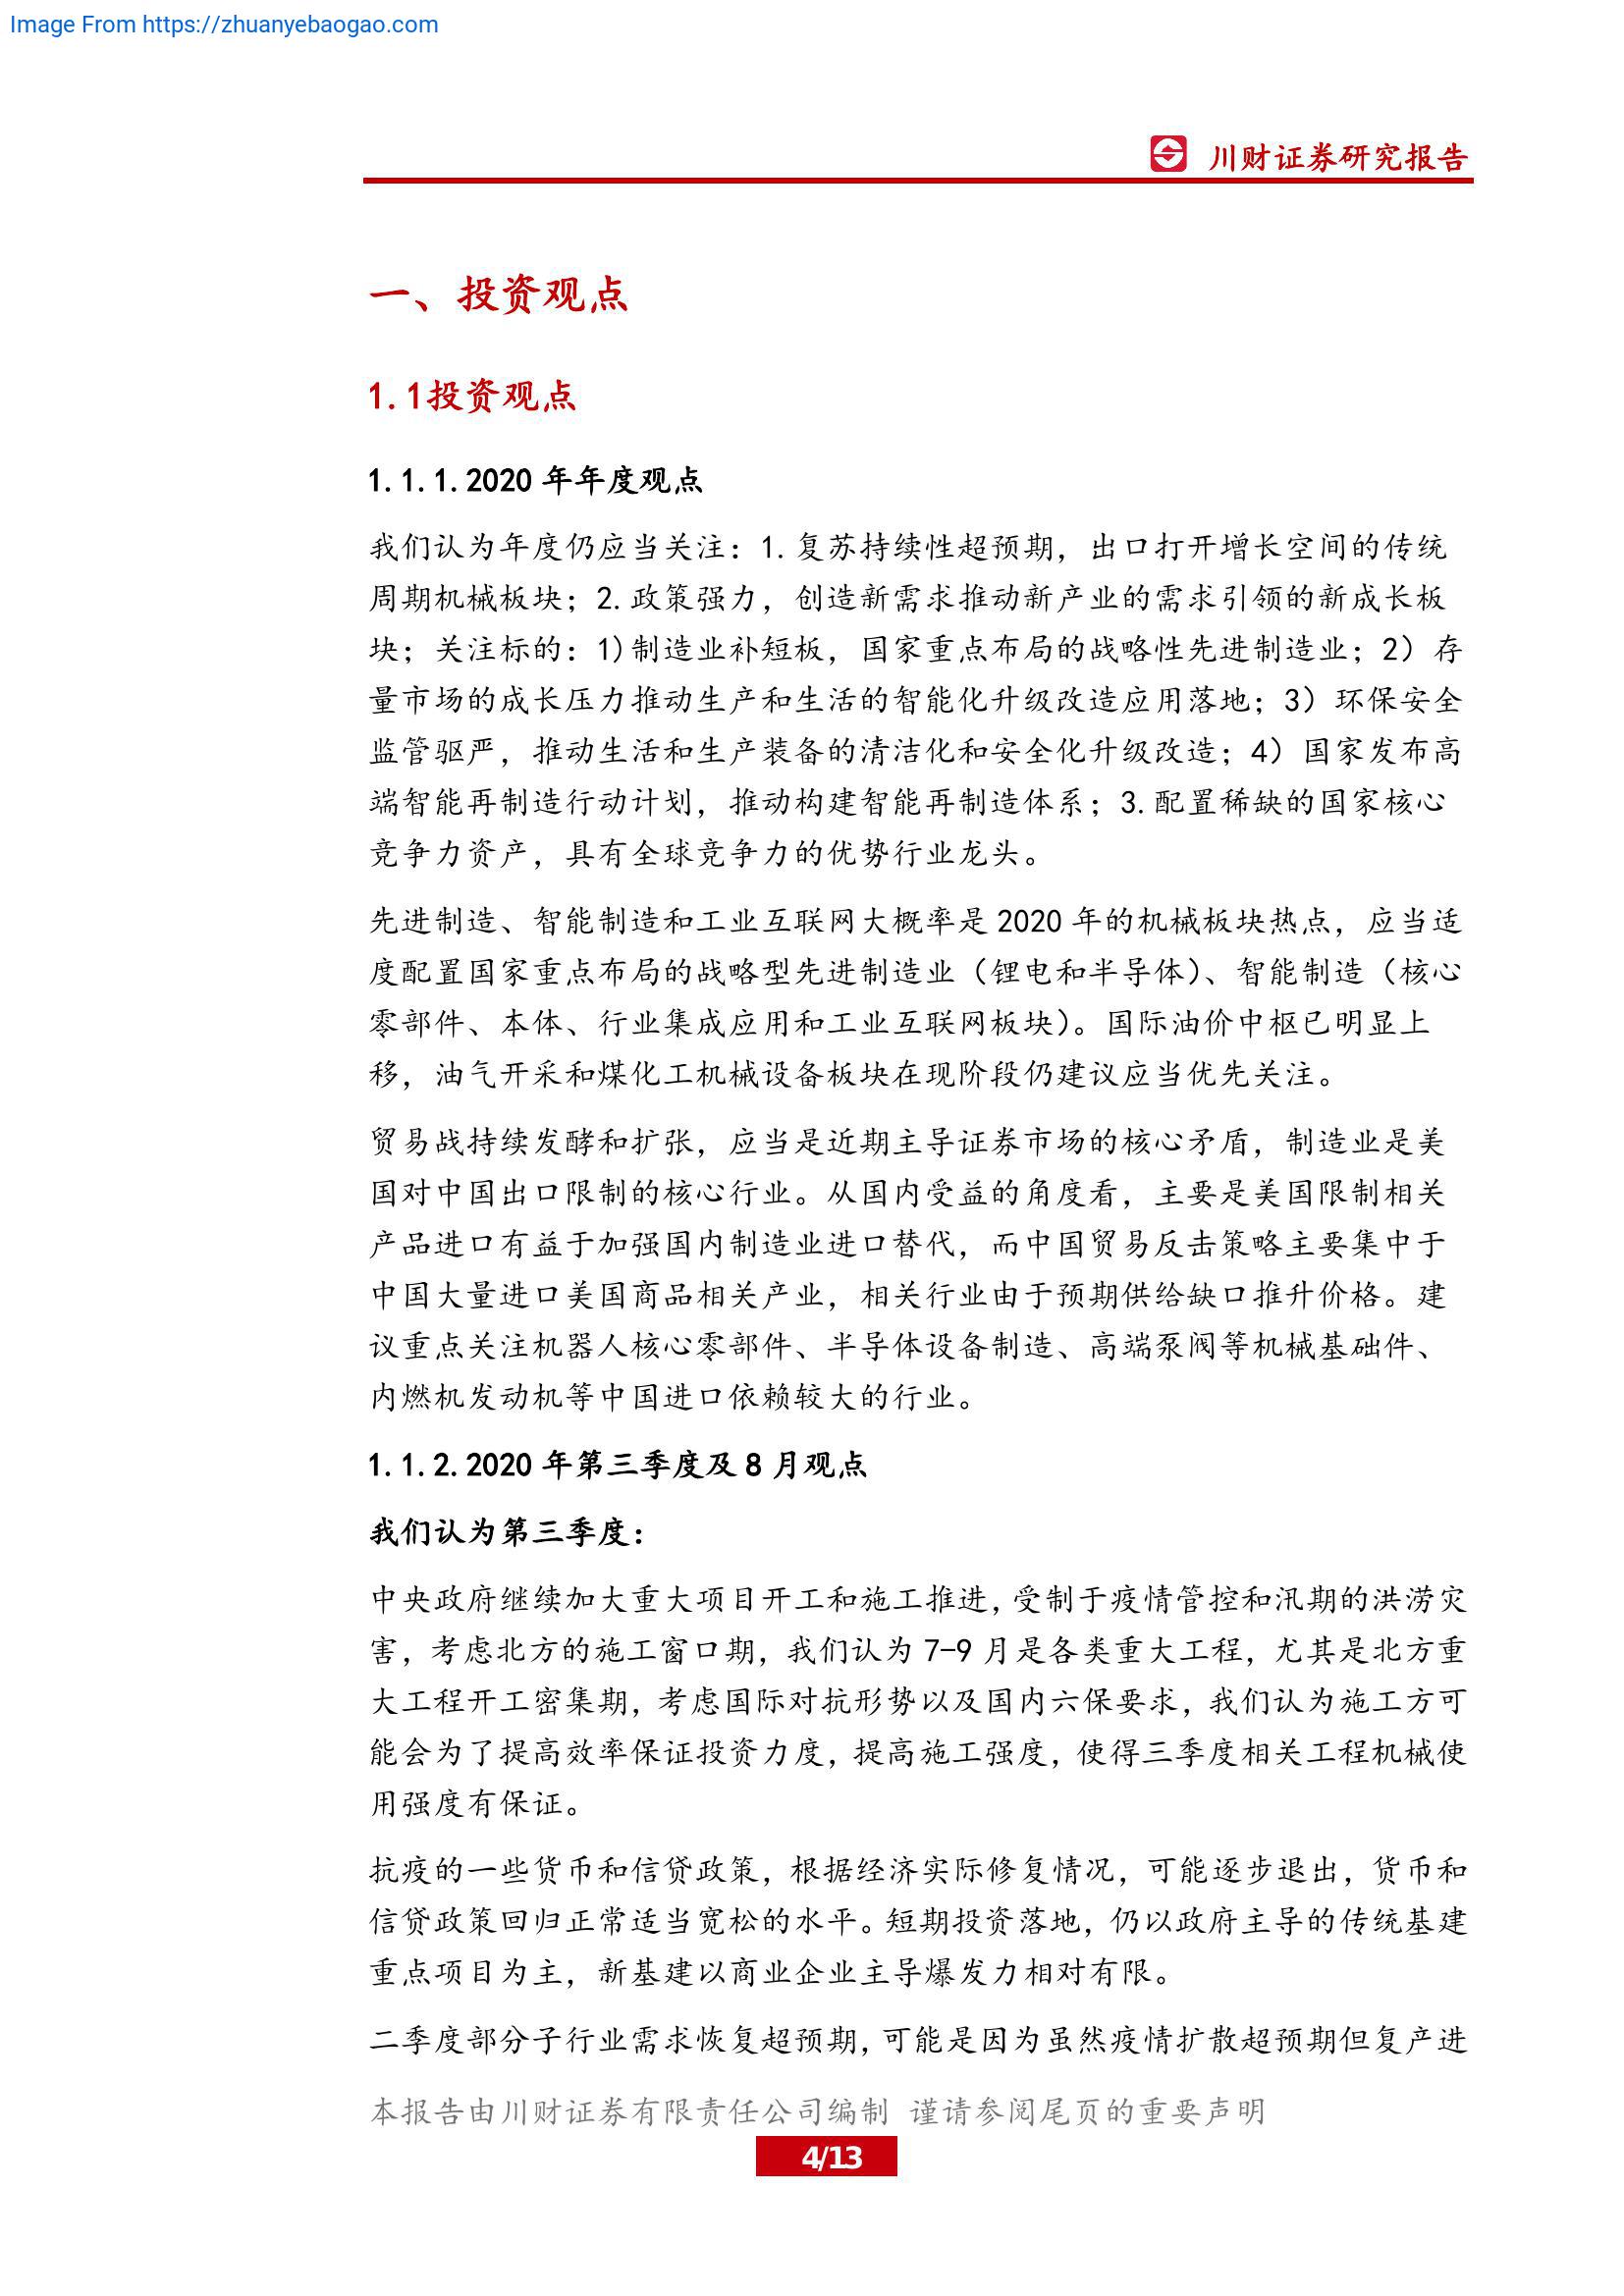 Image From https://zhuanyebaogao.com
川财证券研究报告
一、投资观点
1.1投资观点
1.1.1.2020 年年度观点
我们认为年度仍应当关注：1.复苏持续性超预期，出口打开增长空间的传统
周期机械板块；2.政策强力，创造新需求推动新产业的需求引领的新成长板
块；关注标的：1)制造业补短板，国家重点布局的战略性先进制造业；2）存
量市场的成长压力推动生产和生活的智能化升级改造应用落地；3）环保安全
监管驱严，推动生活和生产装备的清洁化和安全化升级改造；4）国家发布高
端智能再制造行动计划，推动构建智能再制造体系；3.配置稀缺的国家核心
竞争力资产，具有全球竞争力的优势行业龙头。
先进制造、智能制造和工业互联网大概率是 2020 年的机械板块热点，应当适
度配置国家重点布局的战略型先进制造业（锂电和半导体）、智能制造（核心
零部件、本体、行业集成应用和工业互联网板块）。国际油价中枢已明显上
移，油气开采和煤化工机械设备板块在现阶段仍建议应当优先关注。
贸易战持续发酵和扩张，应当是近期主导证券市场的核心矛盾，制造业是美
国对中国出口限制的核心行业。从国内受益的角度看，主要是美国限制相关
产品进口有益于加强国内制造业进口替代，而中国贸易反击策略主要集中于
中国大量进口美国商品相关产业，相关行业由于预期供给缺口推升价格。建
议重点关注机器人核心零部件、半导体设备制造、高端泵阀等机械基础件、
内燃机发动机等中国进口依赖较大的行业。
1.1.2.2020 年第三季度及 8 月观点
我们认为第三季度：
中央政府继续加大重大项目开工和施工推进，受制于疫情管控和汛期的洪涝灾
害，考虑北方的施工窗口期，我们认为 7-9 月是各类重大工程，尤其是北方重
大工程开工密集期，考虑国际对抗形势以及国内六保要求，我们认为施工方可
能会为了提高效率保证投资力度，提高施工强度，使得三季度相关工程机械使
用强度有保证。
抗疫的一些货币和信贷政策，根据经济实际修复情况，可能逐步退出，货币和
信贷政策回归正常适当宽松的水平。短期投资落地，仍以政府主导的传统基建
重点项目为主，新基建以商业企业主导爆发力相对有限。
二季度部分子行业需求恢复超预期，可能是因为虽然疫情扩散超预期但复产进
本报告由川财证券有限责任公司编制 谨请参阅尾页的重要声明
4/13